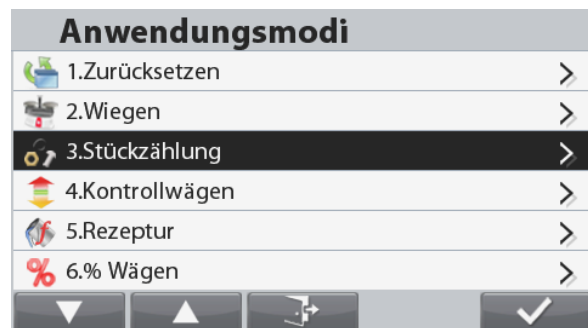 Anwendungsmodi
1.Zurücksetzen
2.Wiegen
3.Stückzählung
4.Kontrollwägen
5.Rezeptur
6.% Wägen